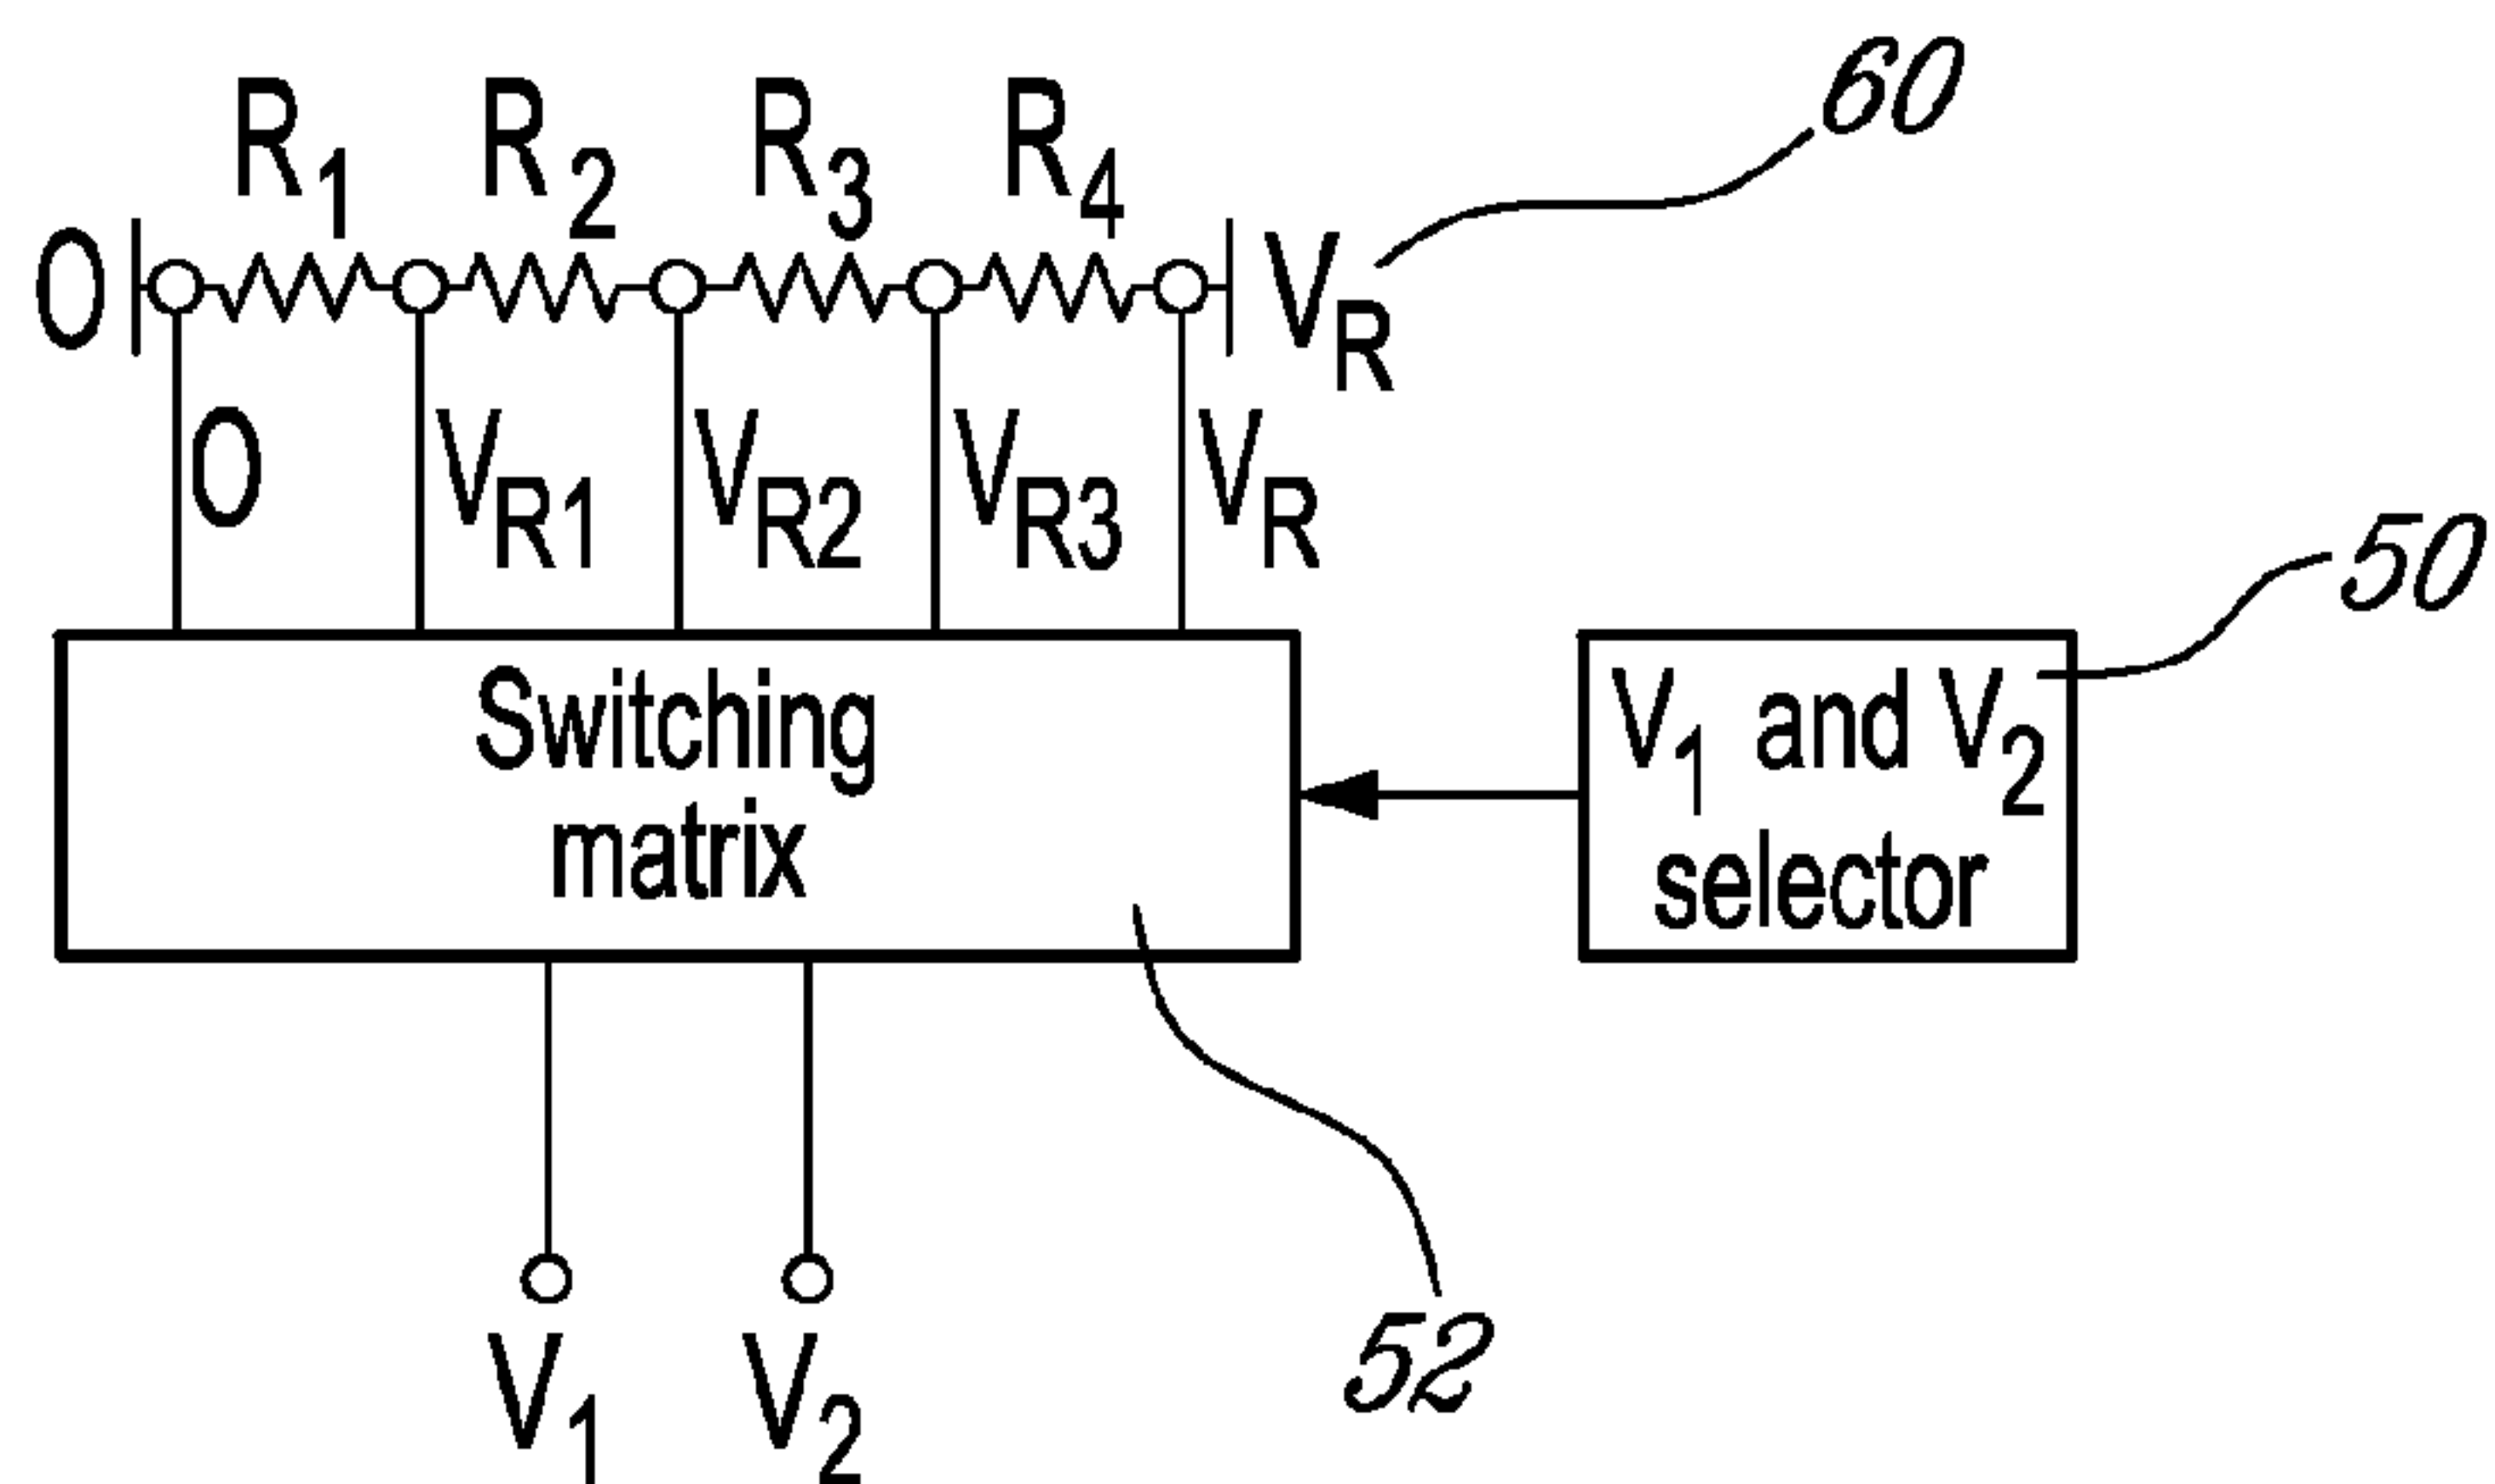 60
R1 R2 R3 R4
0 VR
0 VR1 VR2 VR3 VR
50
Switching
matrix
V1 and V2
selector
52
V1 V2